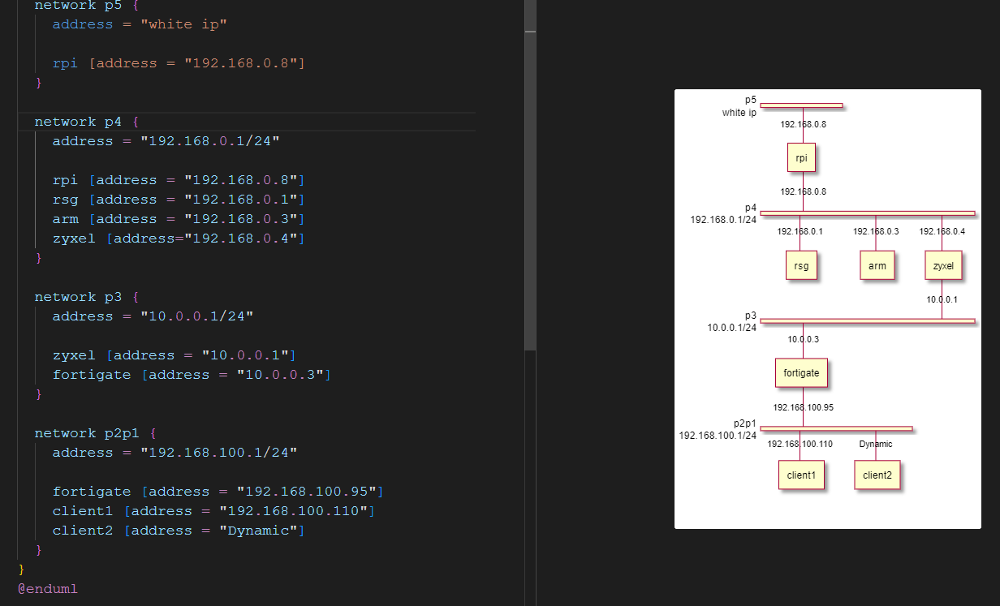 network p5 {
address = "white ip"
rpi [address = "192.168.0.8"]
}
network p4 {
address = "192.168.0.1/24"
rpi [address = "192.168.0.8"]
rsg [address = "192.168.0.1"]
arm [address = "192.168.0.3"]
zyxel [address="192.168.0.4"]
}
network p3 {
address = "10.0.0.1/24"
zyxel [address = "10.0.0.1"]
fortigate [address = "10.0.0.3"]
}
network p2p1 {
address = "192.168.100.1/24"
fortigate [address = "192.168.100.95"]
client1 [address = "192.168.100.110"]
client2 [address = "Dynamic"]
}
}
@enduml
p5
white ip
192.168.0.8
rpi
192.168.0.8
p4
192.168.0.1/24
192.168.0.1 192.168.0.3 192.168.0.4
rsg arm zyxel
10.0.0.1
p3
10.0.0.1/24
10.0.0.3
fortigate
192.168.100.95
p2p1
192.168.100.1/24
192.168.100.110 Dynamic
client1 client2